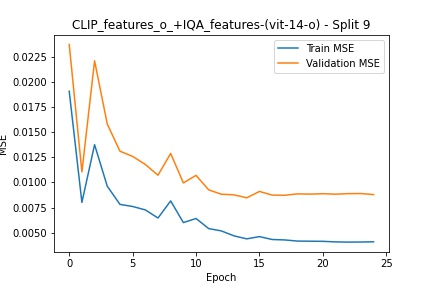 CLIP_features_o_+IQA_features-(vit-14-o) - Split 9
Train MSE
Validation MSE
0.0225
0.0200
0.0175
0.0150
0.0125
0.0100
0.0075
0.0050
MSE
0 5 10 15 20 25
Epoch